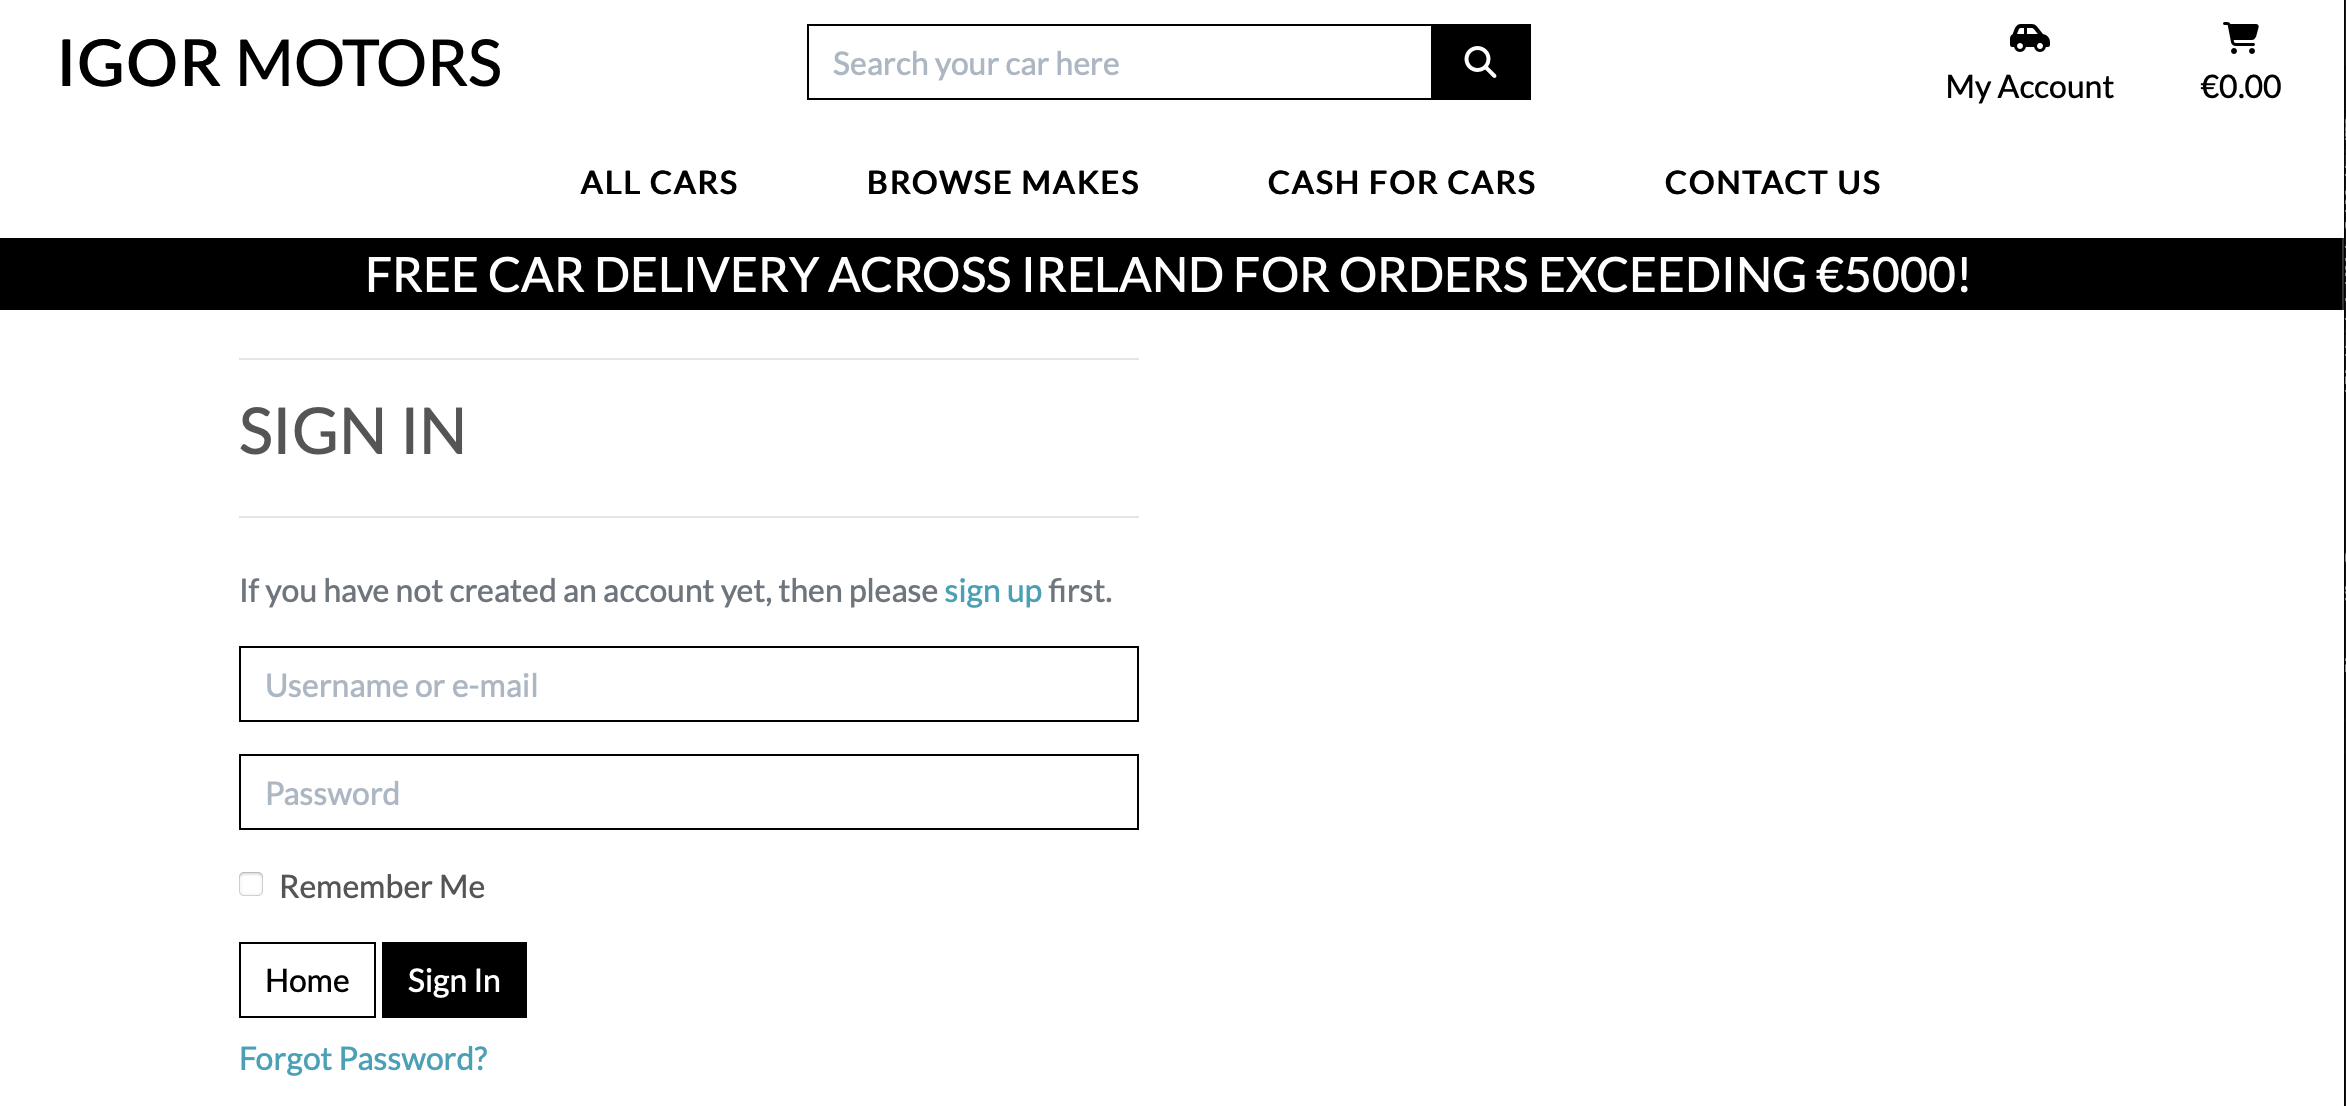 IGOR MOTORS
Search your car here
My Account
€0.00
ALL CARS
BROWSE MAKES
CASH FOR CARS
CONTACT US
FREE CAR DELIVERY ACROSS IRELAND FOR ORDERS EXCEEDING €5000!
SIGN IN
If you have not created an account yet, then please sign up first.
Username or e-mail
Password
Remember Me
Home
Sign In
Forgot Password?